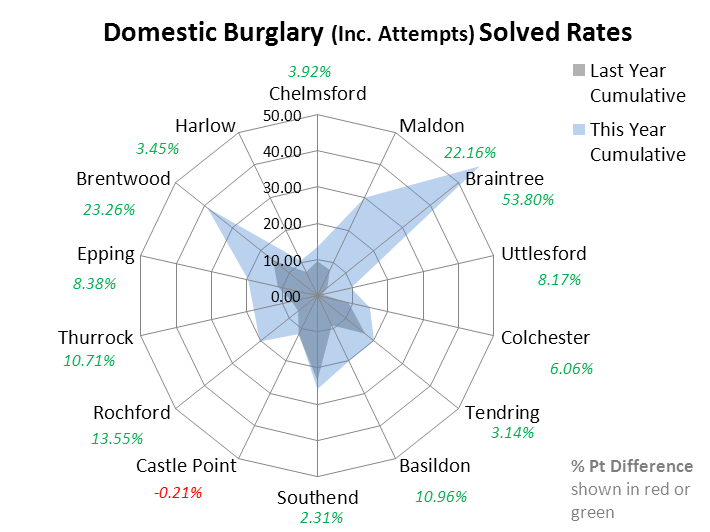 Domestic Burglary (Inc. Attempts) Solved Rates
3.92%
Chelmsford
Last Year
Cumulative
This Year
Cumulative
50.00
40.00
30.00
20.00
10.00
0.00
Maldon
22.16%
Braintree
53.80%
Uttlesford
8.17%
Colchester
6.06%
Tendring
3.14%
Basildon
10.96%
Southend
2.31%
Castle Point
-0.21%
Rochford
13.55%
Thurrock
10.71%
Epping
8.38%
Brentwood
23.26%
Harlow
3.45%
% Pt Difference
shown in red or
green